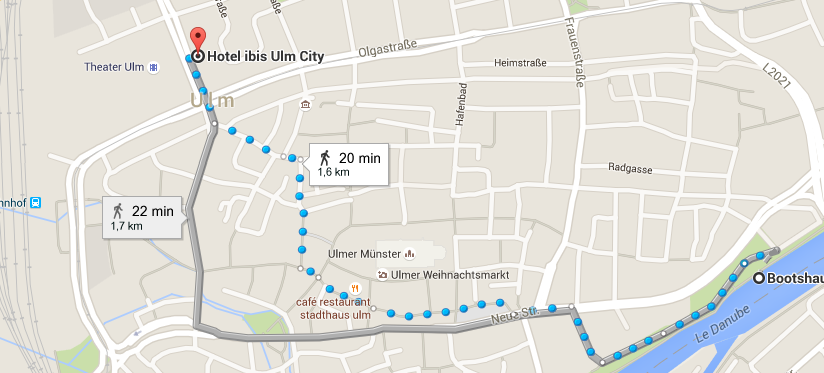 Hotel ibis Ulm City
Olgastraße
Frauenstraße
Theater Ulm
Heimstraße
L2021
Ulm
Hafenbad
20 min
1,6 km
Radgasse
nhof
22 min
1,7 km
Ulmer Münster
Ulmer Weihnachtsmarkt
Bootshau
café restaurant
stadthaus ulm
Neue Str.
Le Danube